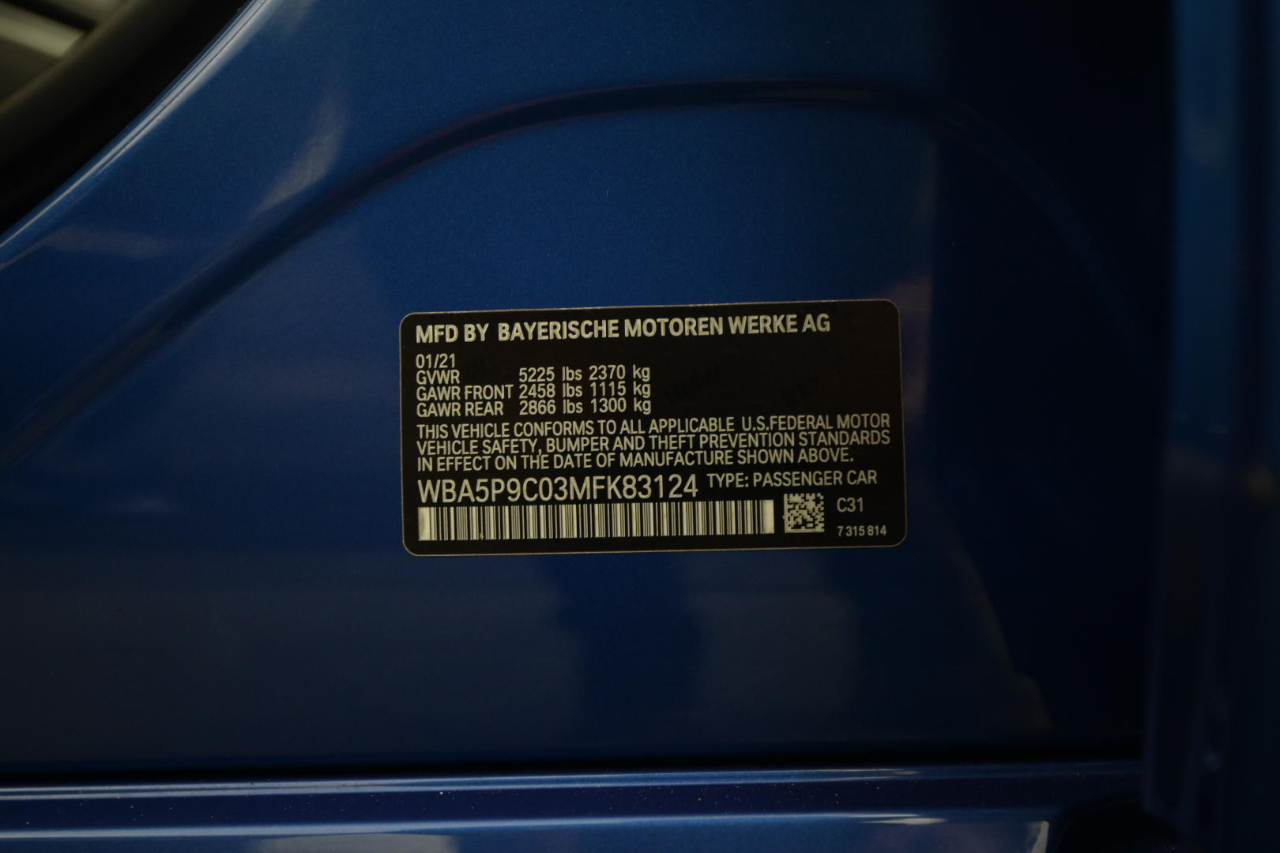 MFD BY BAYERISCHE MOTOREN WERKE AG
01/21
GVWR 5225 lbs 2370 kg
GAWR FRONT 2458 lbs 1115 kg
GAWR REAR 2866 lbs 1300 kg
THIS VEHICLE CONFORMS TO ALL APPLICABLE U.S.FEDERAL MOTOR
VEHICLE SAFETY, BUMPER AND THEFT PREVENTION STANDARDS
IN EFFECT ON THE DATE OF MANUFACTURE SHOWN ABOVE.
WBA5P9C03MFK83124 TYPE: PASSENGER CAR
C31
7 315 814